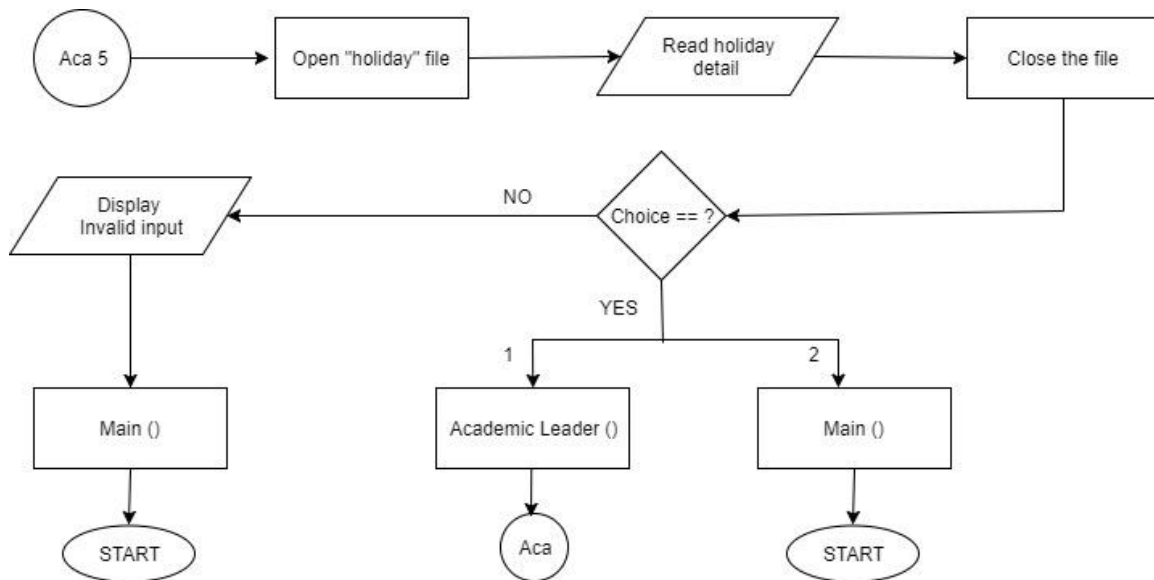 Aca 5
Open "holiday" file
Read holiday
detail
Close the file
Display
Invalid input
NO
Choice == ?
YES
1
2
Main ()
Academic Leader ()
Main ()
START
Aca
START